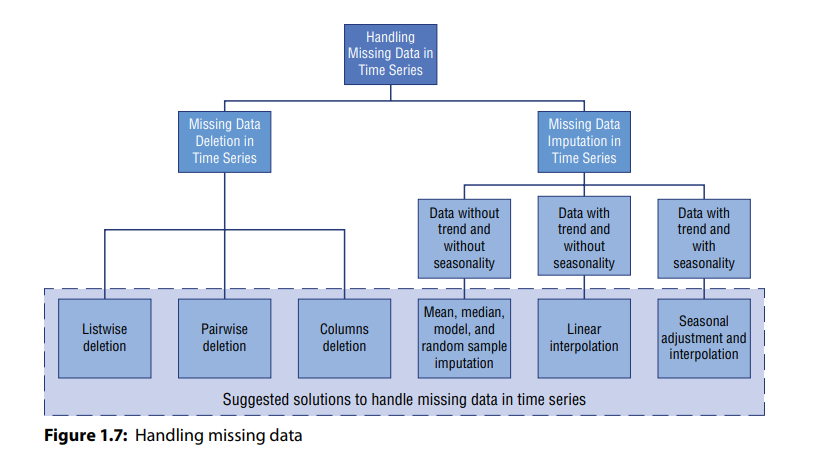 Handling
Missing Data in
Time Series
Missing Data
Deletion in
Time Series
Missing Data
Imputation in
Time Series
Data without
trend and
without
seasonality
Data with
trend and
without
seasonality
Data with
trend and
with
seasonality
Listwise
deletion
Pairwise
deletion
Columns
deletion
Mean, median,
model, and
random sample
imputation
Linear
interpolation
Seasonal
adjustment and
interpolation
Suggested solutions to handle missing data in time series
Figure 1.7: Handling missing data